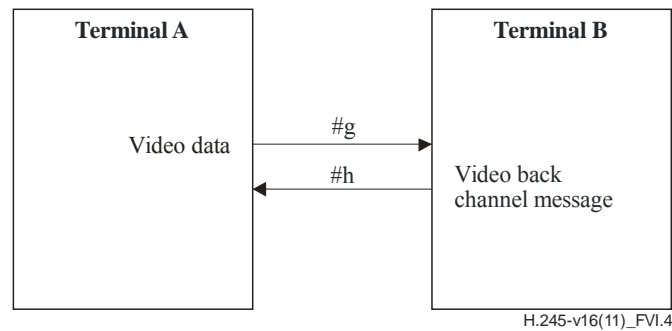 Terminal A
Terminal B
#g
Video data
#h
Video back
channel message
H.245-v16(11)_FVI.4